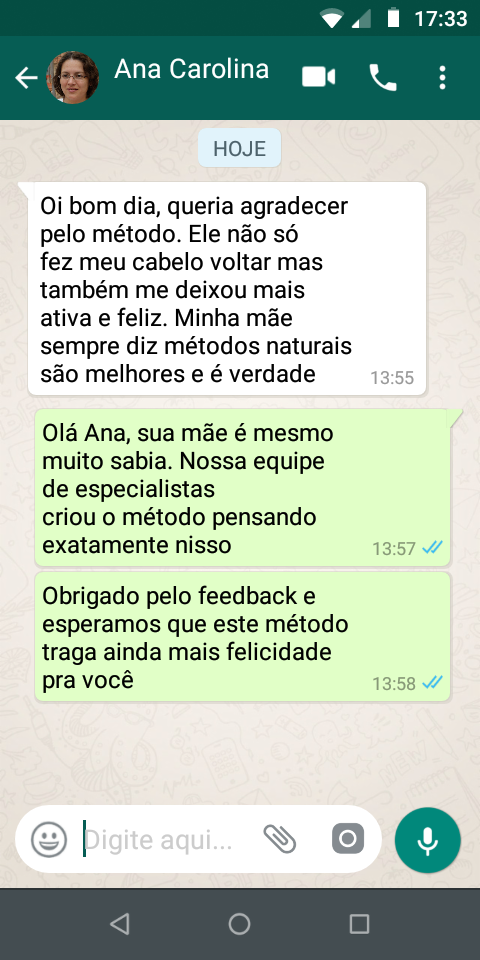 17:33
Ana Carolina
HOJE
Oi bom dia, queria agradecer
pelo método. Ele não só
fez meu cabelo voltar mas
também me deixou mais
ativa e feliz. Minha mãe
sempre diz métodos naturais
são melhores e é verdade 13:55
Olá Ana, sua mãe é mesmo
muito sabia. Nossa equipe
de especialistas
criou o método pensando
exatamente nisso 13:57
Obrigado pelo feedback e
esperamos que este método
traga ainda mais felicidade
pra você 13:58
Digite aqui...